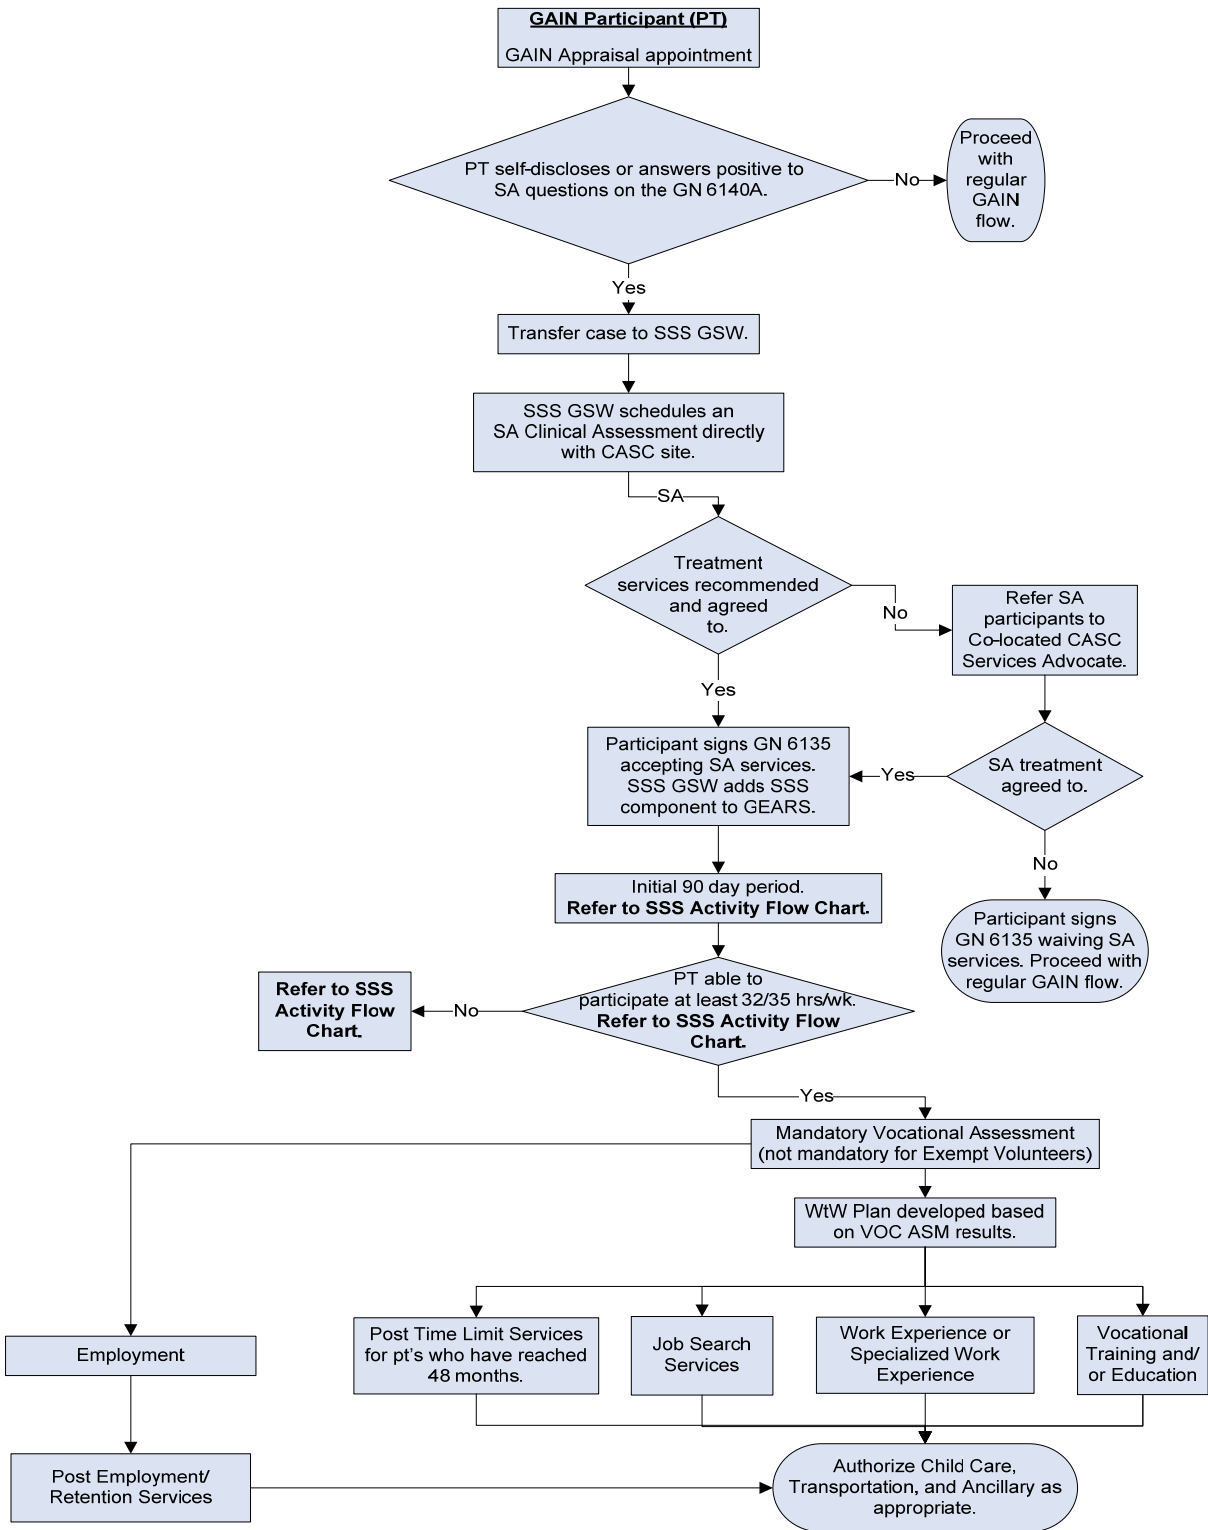 GAIN Participant (PT)
GAIN Appraisal appointment
PT self-discloses or answers positive to
SA questions on the GN 6140A.
No
Proceed
with
regular
GAIN
flow.
Yes
Transfer case to SSS GSW.
SSS GSW schedules an
SA Clinical Assessment directly
with CASC site.
SA
Treatment
services recommended
and agreed
to.
No
Refer SA
participants to
Co-located CASC
Services Advocate.
Yes
Participant signs GN 6135
accepting SA services.
SSS GSW adds SSS
component to GEARS.
Yes
SA treatment
agreed to.
No
Participant signs
GN 6135 waiving SA
services. Proceed with
regular GAIN flow.
Initial 90 day period.
Refer to SSS Activity Flow Chart.
PT able to
participate at least 32/35 hrs/wk.
Refer to SSS Activity Flow
Chart.
No
Refer to SSS
Activity Flow
Chart.
Yes
Mandatory Vocational Assessment
(not mandatory for Exempt Volunteers)
WtW Plan developed based
on VOC ASM results.
Employment
Post Time Limit Services
for pt's who have reached
48 months.
Job Search
Services
Work Experience or
Specialized Work
Experience
Vocational
Training and/
or Education
Post Employment/
Retention Services
Authorize Child Care,
Transportation, and Ancillary as
appropriate.